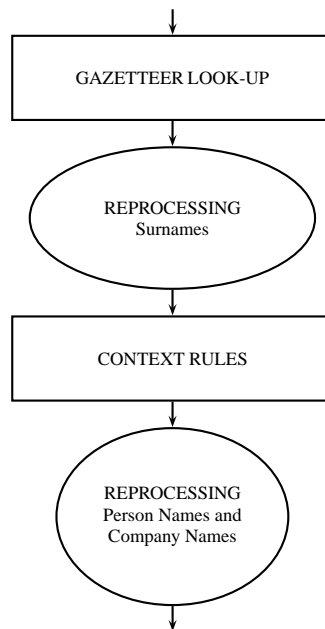 GAZETTEER LOOK-UP
REPROCESSING
Surnames
CONTEXT RULES
REPROCESSING
Person Names and
Company Names